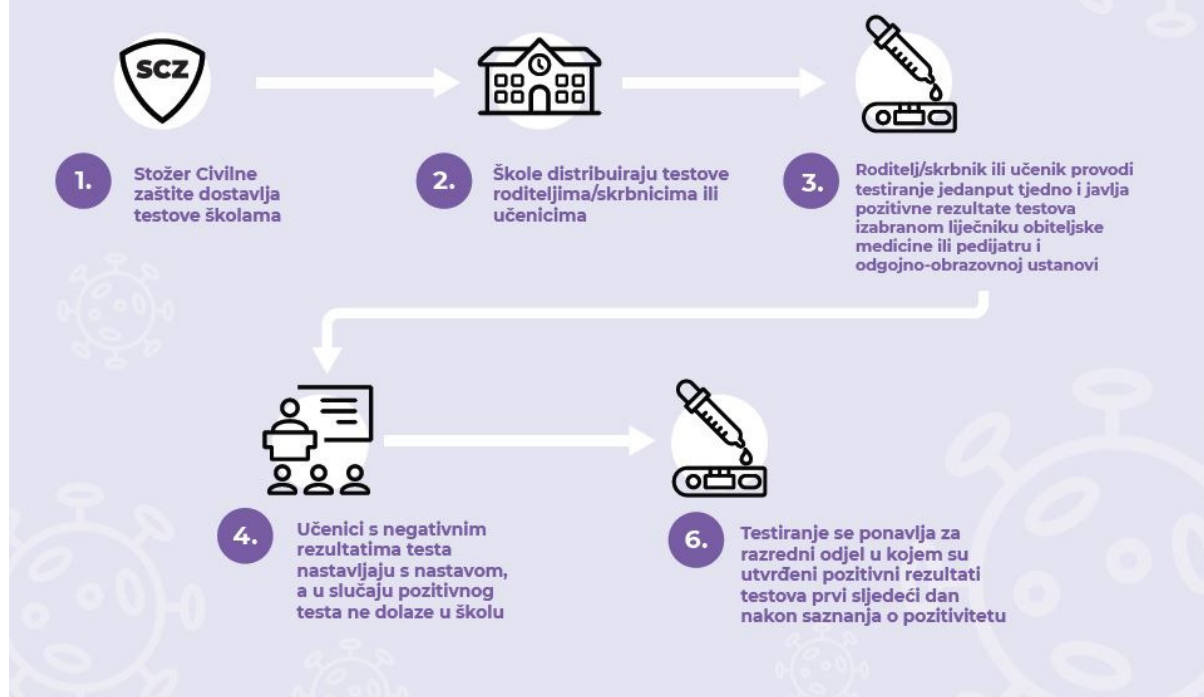 SCZ
1.
Stožer Civilne
zaštite dostavlja
testove školama
2.
Škole distribuiraju testove
roditeljima/skrbnicima ili
učenicima
3.
Roditelj/skrbnik ili učenik provodi
testiranje jedanput tjedno i javlja
pozitivne rezultate testova
izabranom liječniku obiteljske
medicine ili pedijatru i
odgojno-obrazovnoj ustanovi
4.
Učenici s negativnim
rezultatima testa
nastavljaju s nastavom,
a u slučaju pozitivnog
testa ne dolaze u školu
6.
Testiranje se ponavlja za
razredni odjel u kojem su
utvrđeni pozitivni rezultati
testova prvi sljedeći dan
nakon saznanja o pozitivitetu